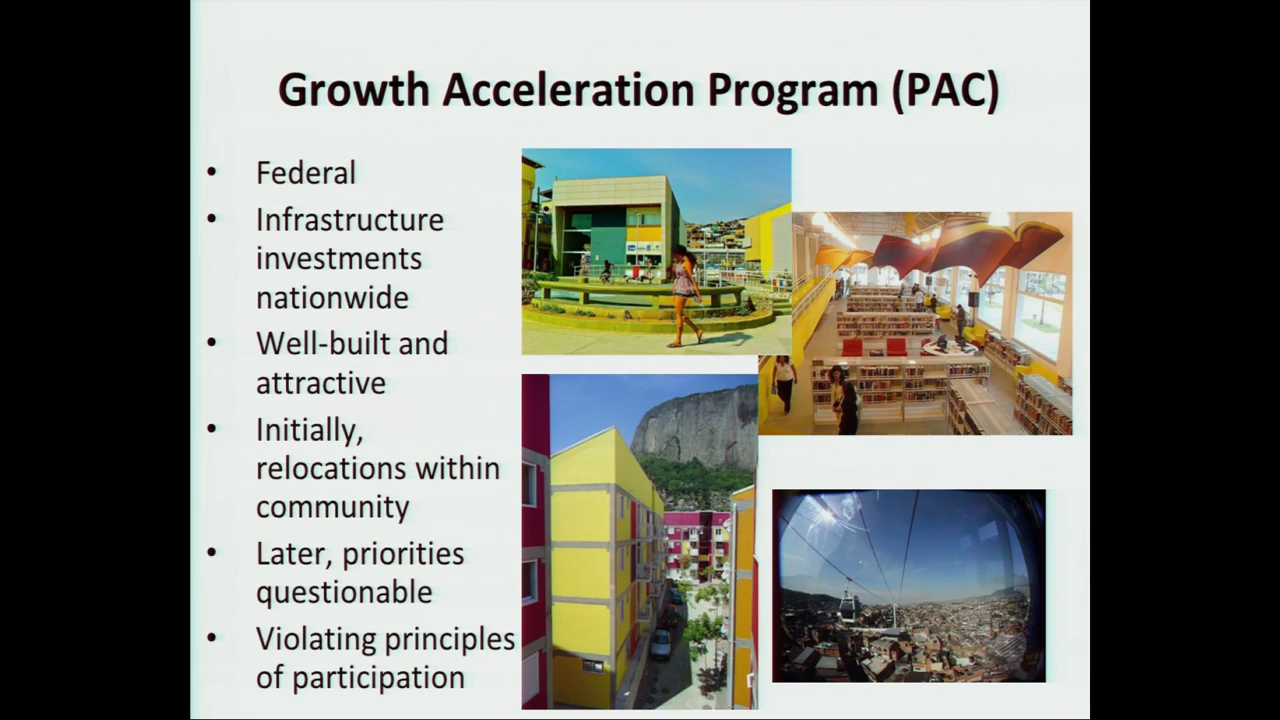 Growth Acceleration Program (PAC)
• Federal
• Infrastructure
investments
nationwide
• Well-built and
attractive
• Initially,
relocations within
community
• Later, priorities
questionable
• Violating principles
of participation